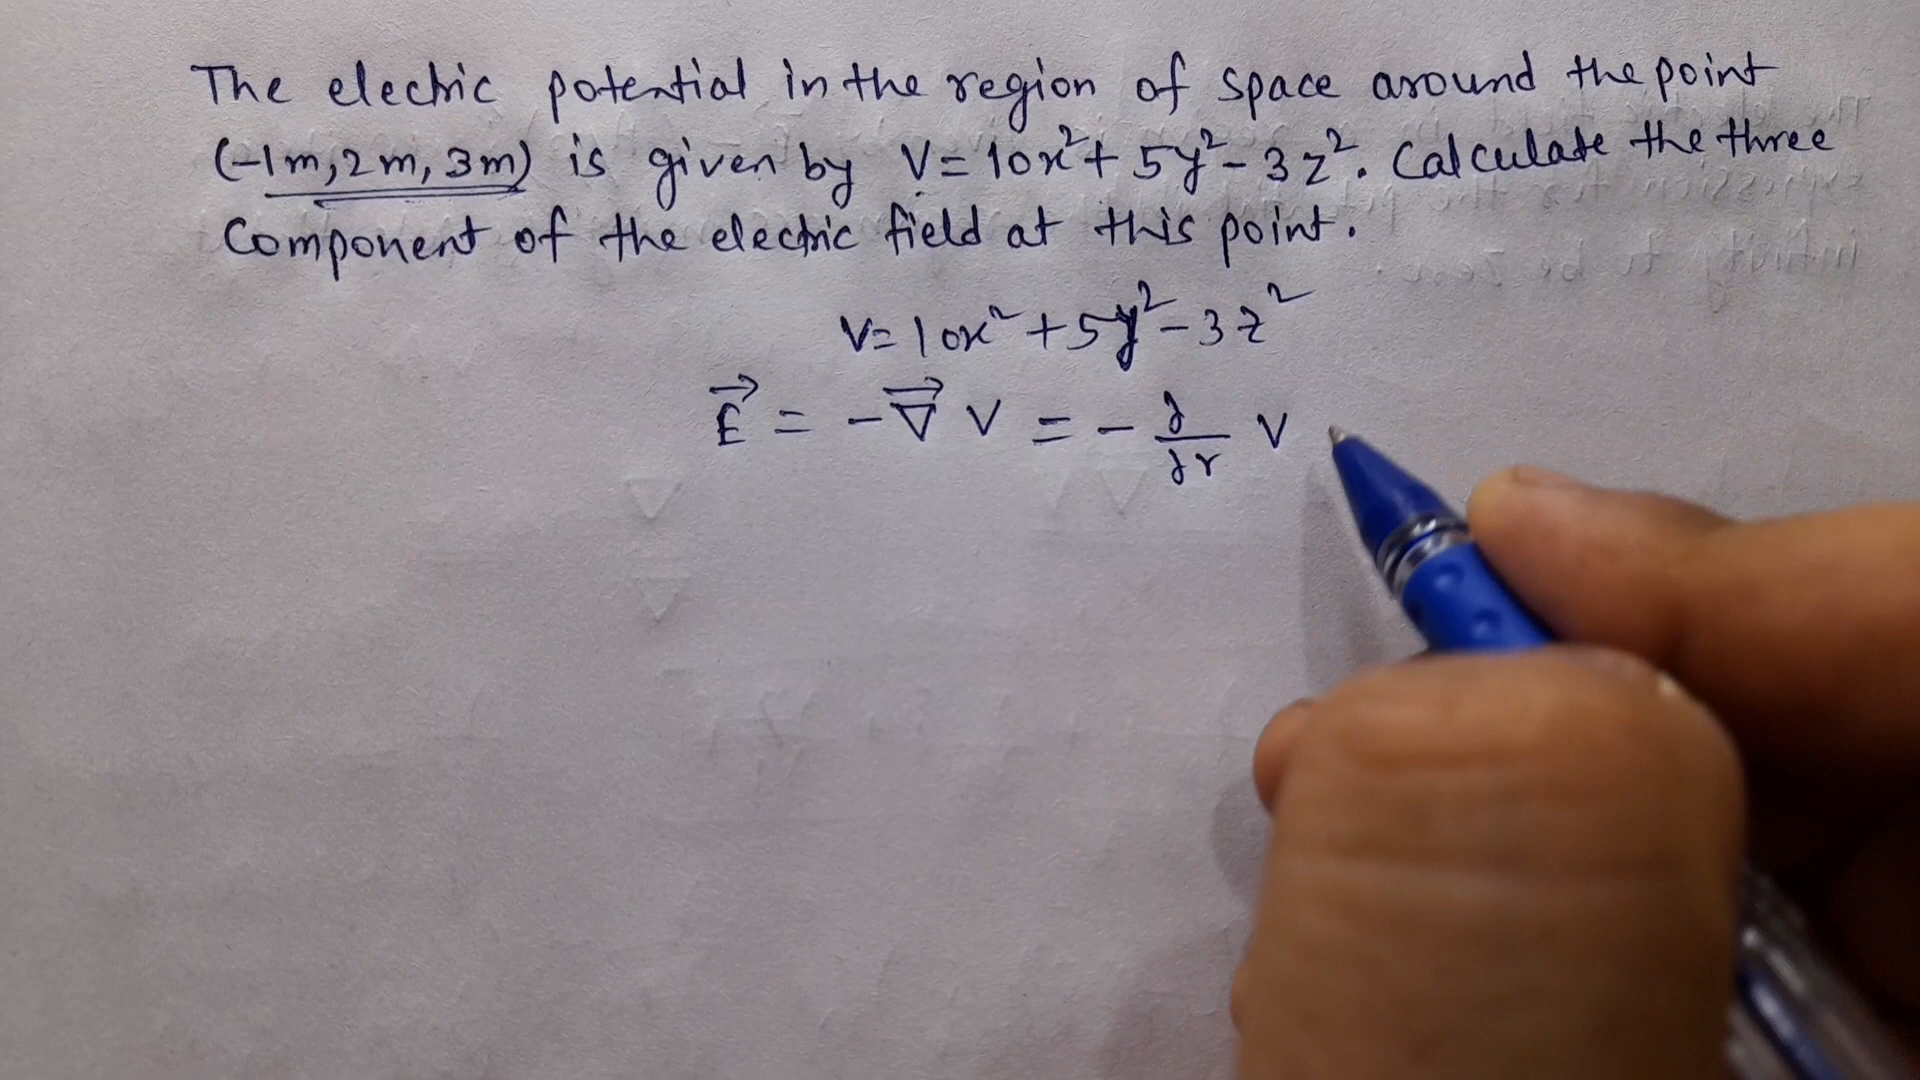 The electric potential in the region of space around the point
(-1m, 2m, 3m) is given by V = 10x² + 5y² - 3z². Calculate the three
Component of the electric field at this point.
V = 10x² + 5y² - 3z²
E⃗ = -∇⃗ V = - ∂/∂r V